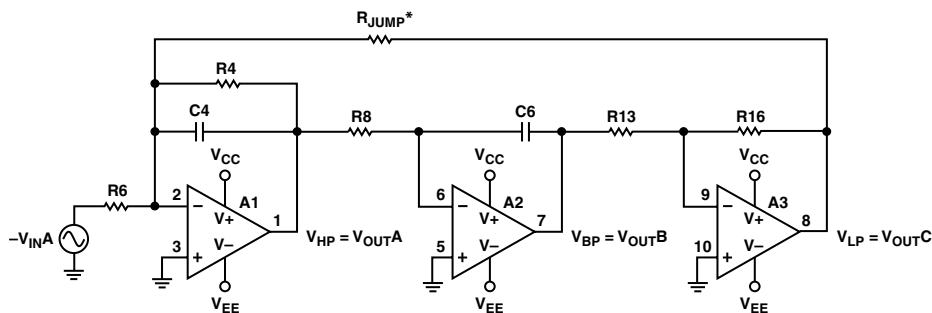 RJUMP*
R4
C4
R8
C6
R13
R16
VCC
VCC
VCC
R6
2
−
A1
V+
1
6
−
A2
V+
7
9
−
A3
V+
8
−VINA
3
+
V−
VHP = VOUTA
5
+
V−
VBP = VOUTB
10
+
V−
VLP = VOUTC
VEE
VEE
VEE